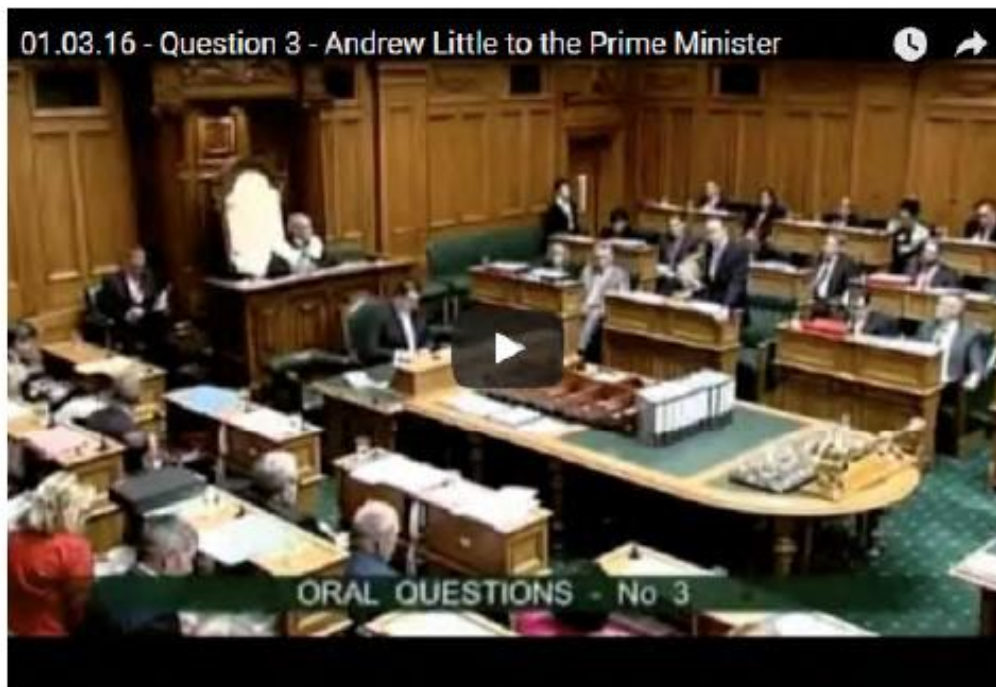 01.03.16 - Question 3 - Andrew Little to the Prime Minister
ORAL QUESTIONS - No 3